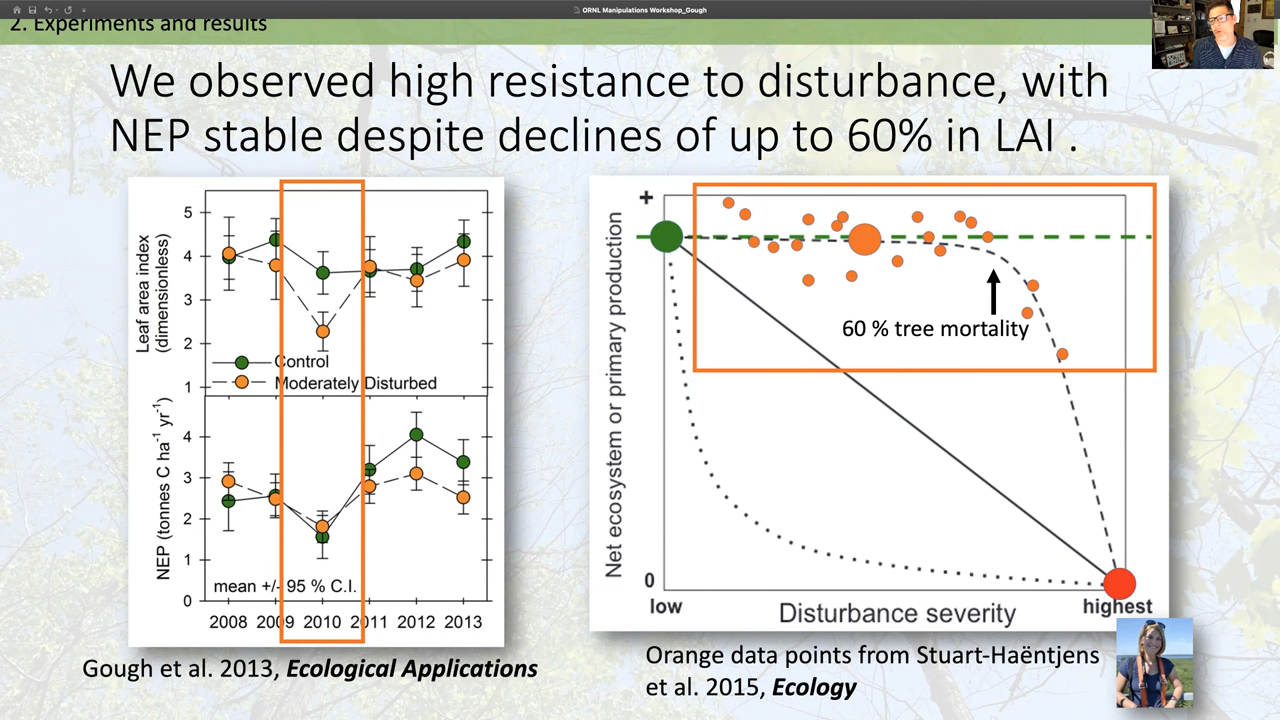 ORNL Manipulations Workshop_Gough
2. Experiments and results
We observed high resistance to disturbance, with
NEP stable despite declines of up to 60% in LAI .
Leaf area index
(dimensionless)
5
4
3
2
1
Control
Moderately Disturbed
NEP (tonnes C ha⁻¹ yr⁻¹)
4
3
2
1
0
mean +/- 95 % C.I.
2008 2009 2010 2011 2012 2013
Gough et al. 2013, Ecological Applications
Net ecosystem or primary production
+
0
60 % tree mortality
low
highest
Disturbance severity
Orange data points from Stuart-Haëntjens
et al. 2015, Ecology